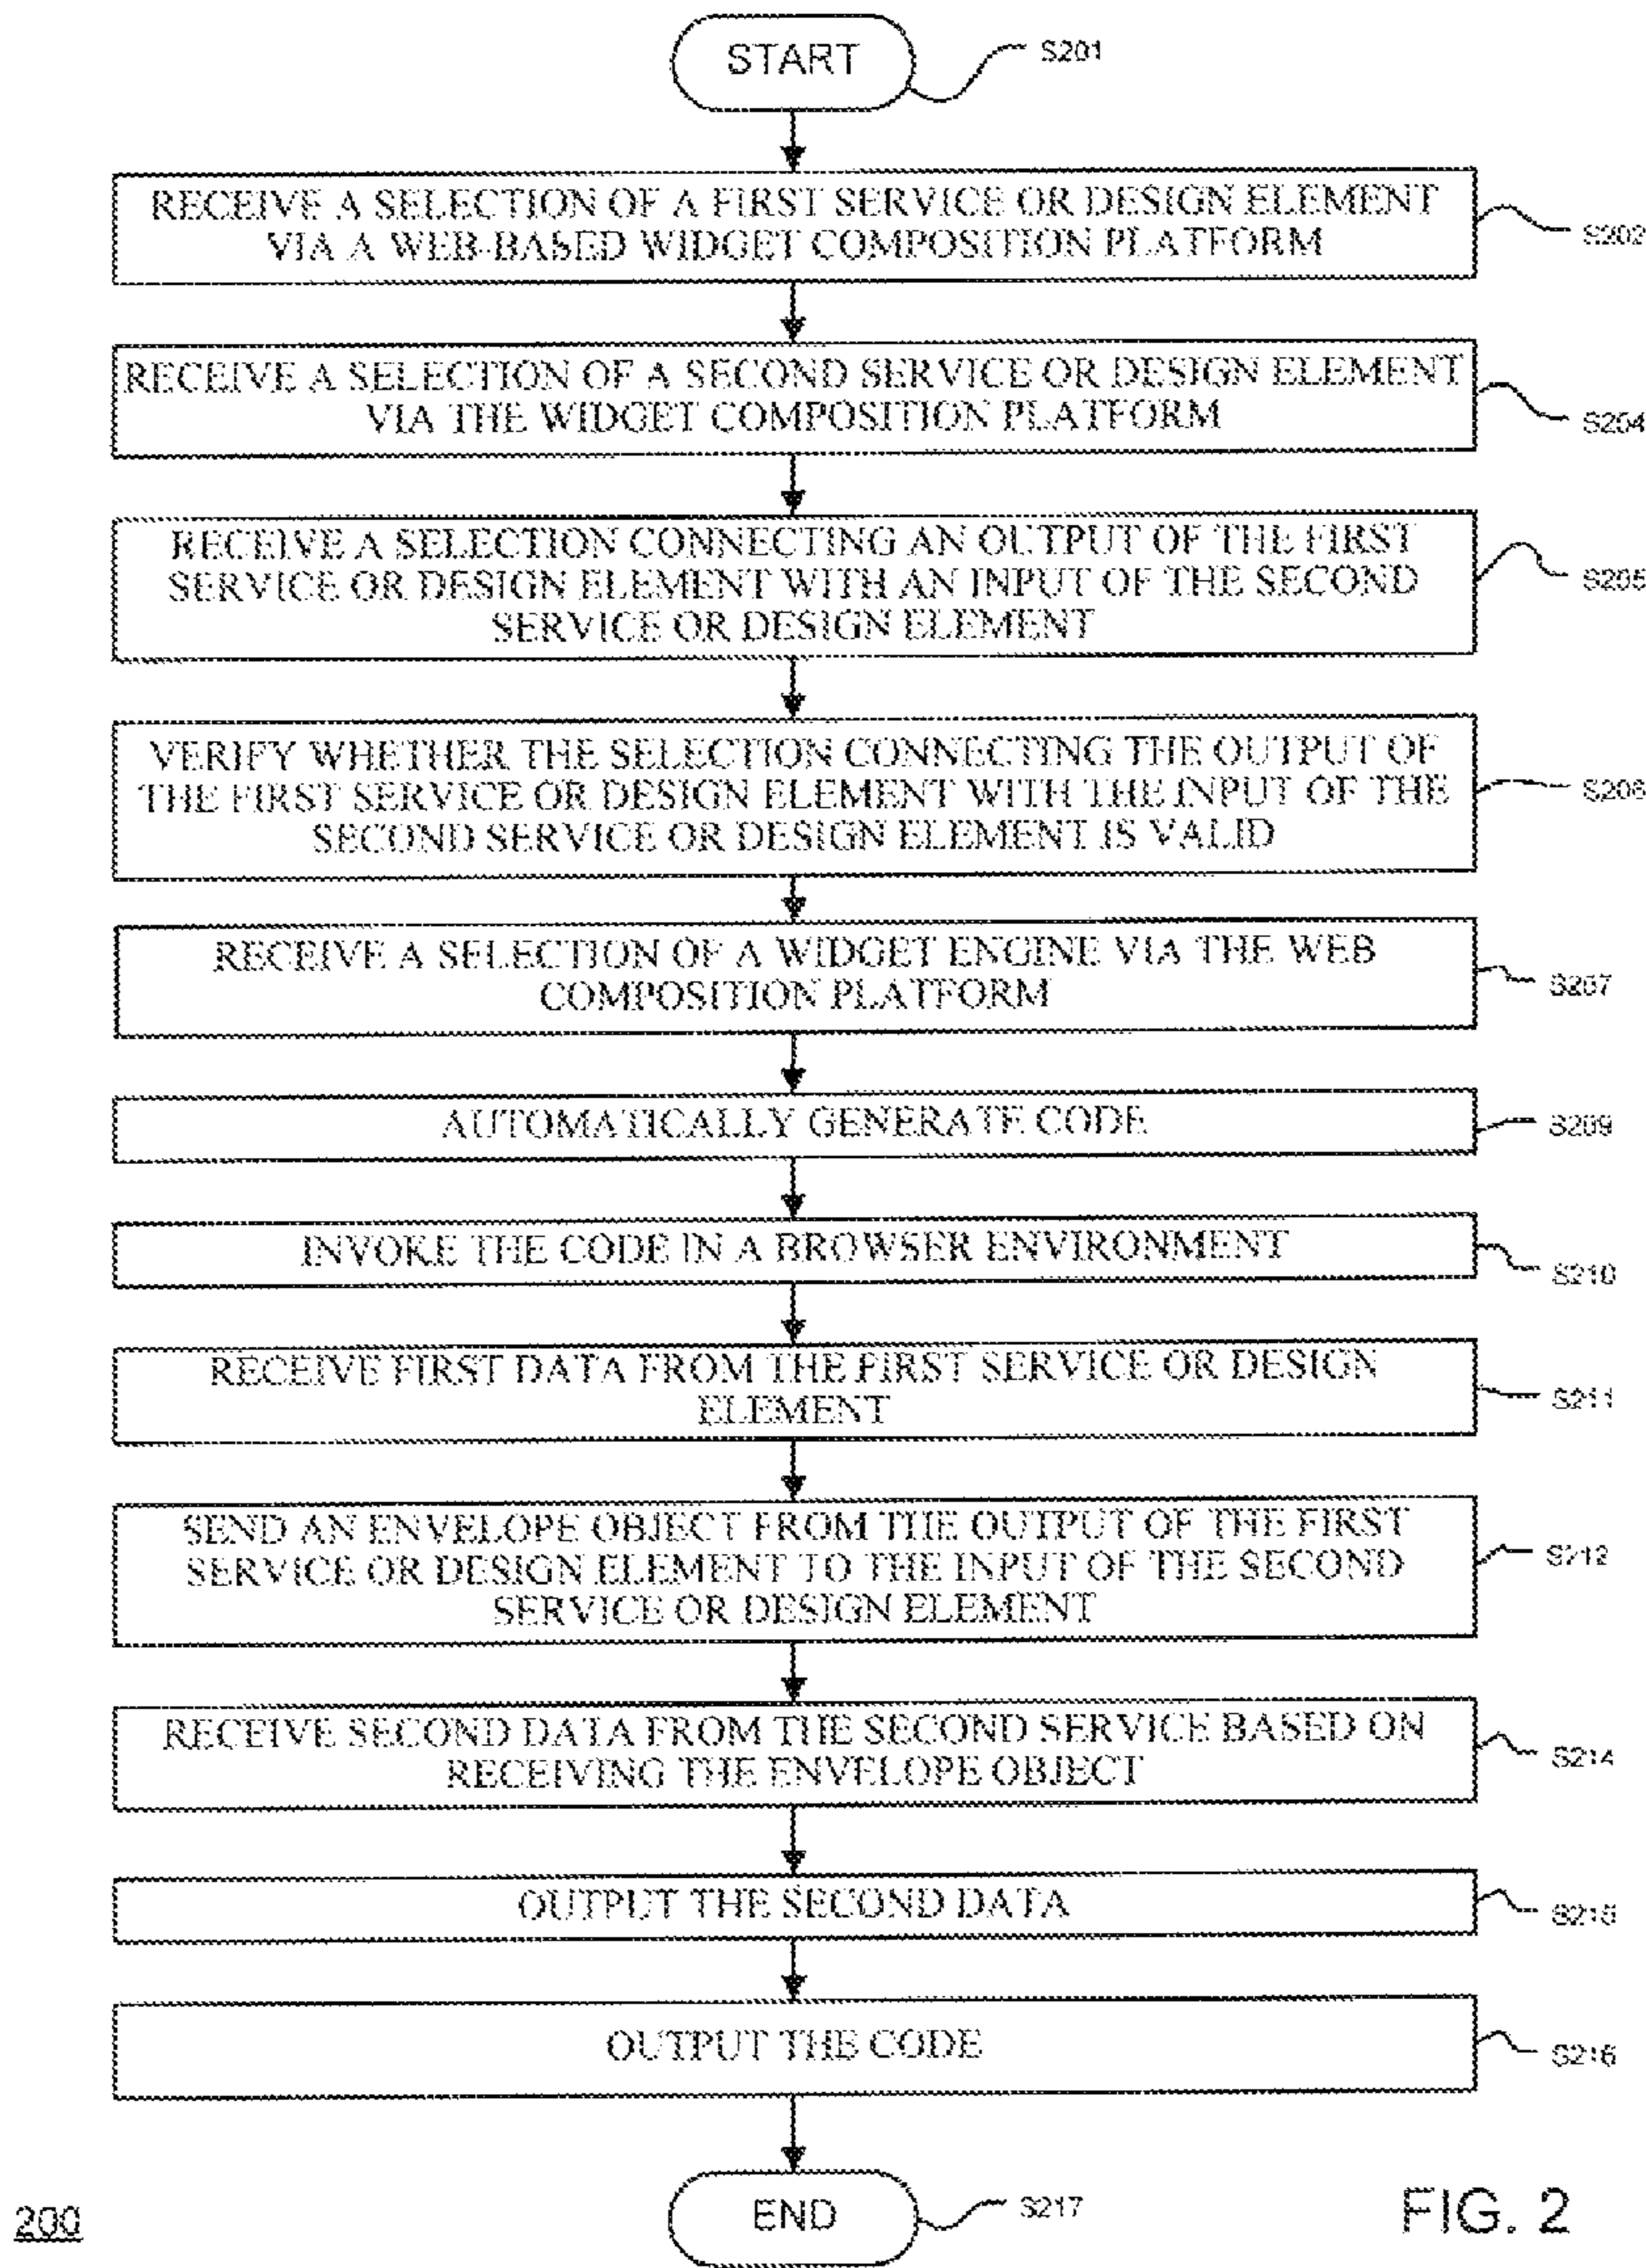 START
S201
RECEIVE A SELECTION OF A FIRST SERVICE OR DESIGN ELEMENT
VIA A WEB-BASED WIDGET COMPOSITION PLATFORM
S202
RECEIVE A SELECTION OF A SECOND SERVICE OR DESIGN ELEMENT
VIA THE WIDGET COMPOSITION PLATFORM
S204
RECEIVE A SELECTION CONNECTING AN OUTPUT OF THE FIRST
SERVICE OR DESIGN ELEMENT WITH AN INPUT OF THE SECOND
SERVICE OR DESIGN ELEMENT
S205
VERIFY WHETHER THE SELECTION CONNECTING THE OUTPUT OF
THE FIRST SERVICE OR DESIGN ELEMENT WITH THE INPUT OF THE
SECOND SERVICE OR DESIGN ELEMENT IS VALID
S206
RECEIVE A SELECTION OF A WIDGET ENGINE VIA THE WEB
COMPOSITION PLATFORM
S207
AUTOMATICALLY GENERATE CODE
S209
INVOKE THE CODE IN A BROWSER ENVIRONMENT
S210
RECEIVE FIRST DATA FROM THE FIRST SERVICE OR DESIGN
ELEMENT
S211
SEND AN ENVELOPE OBJECT FROM THE OUTPUT OF THE FIRST
SERVICE OR DESIGN ELEMENT TO THE INPUT OF THE SECOND
SERVICE OR DESIGN ELEMENT
S212
RECEIVE SECOND DATA FROM THE SECOND SERVICE BASED ON
RECEIVING THE ENVELOPE OBJECT
S214
OUTPUT THE SECOND DATA
S215
OUTPUT THE CODE
S216
END
S217
200
FIG. 2